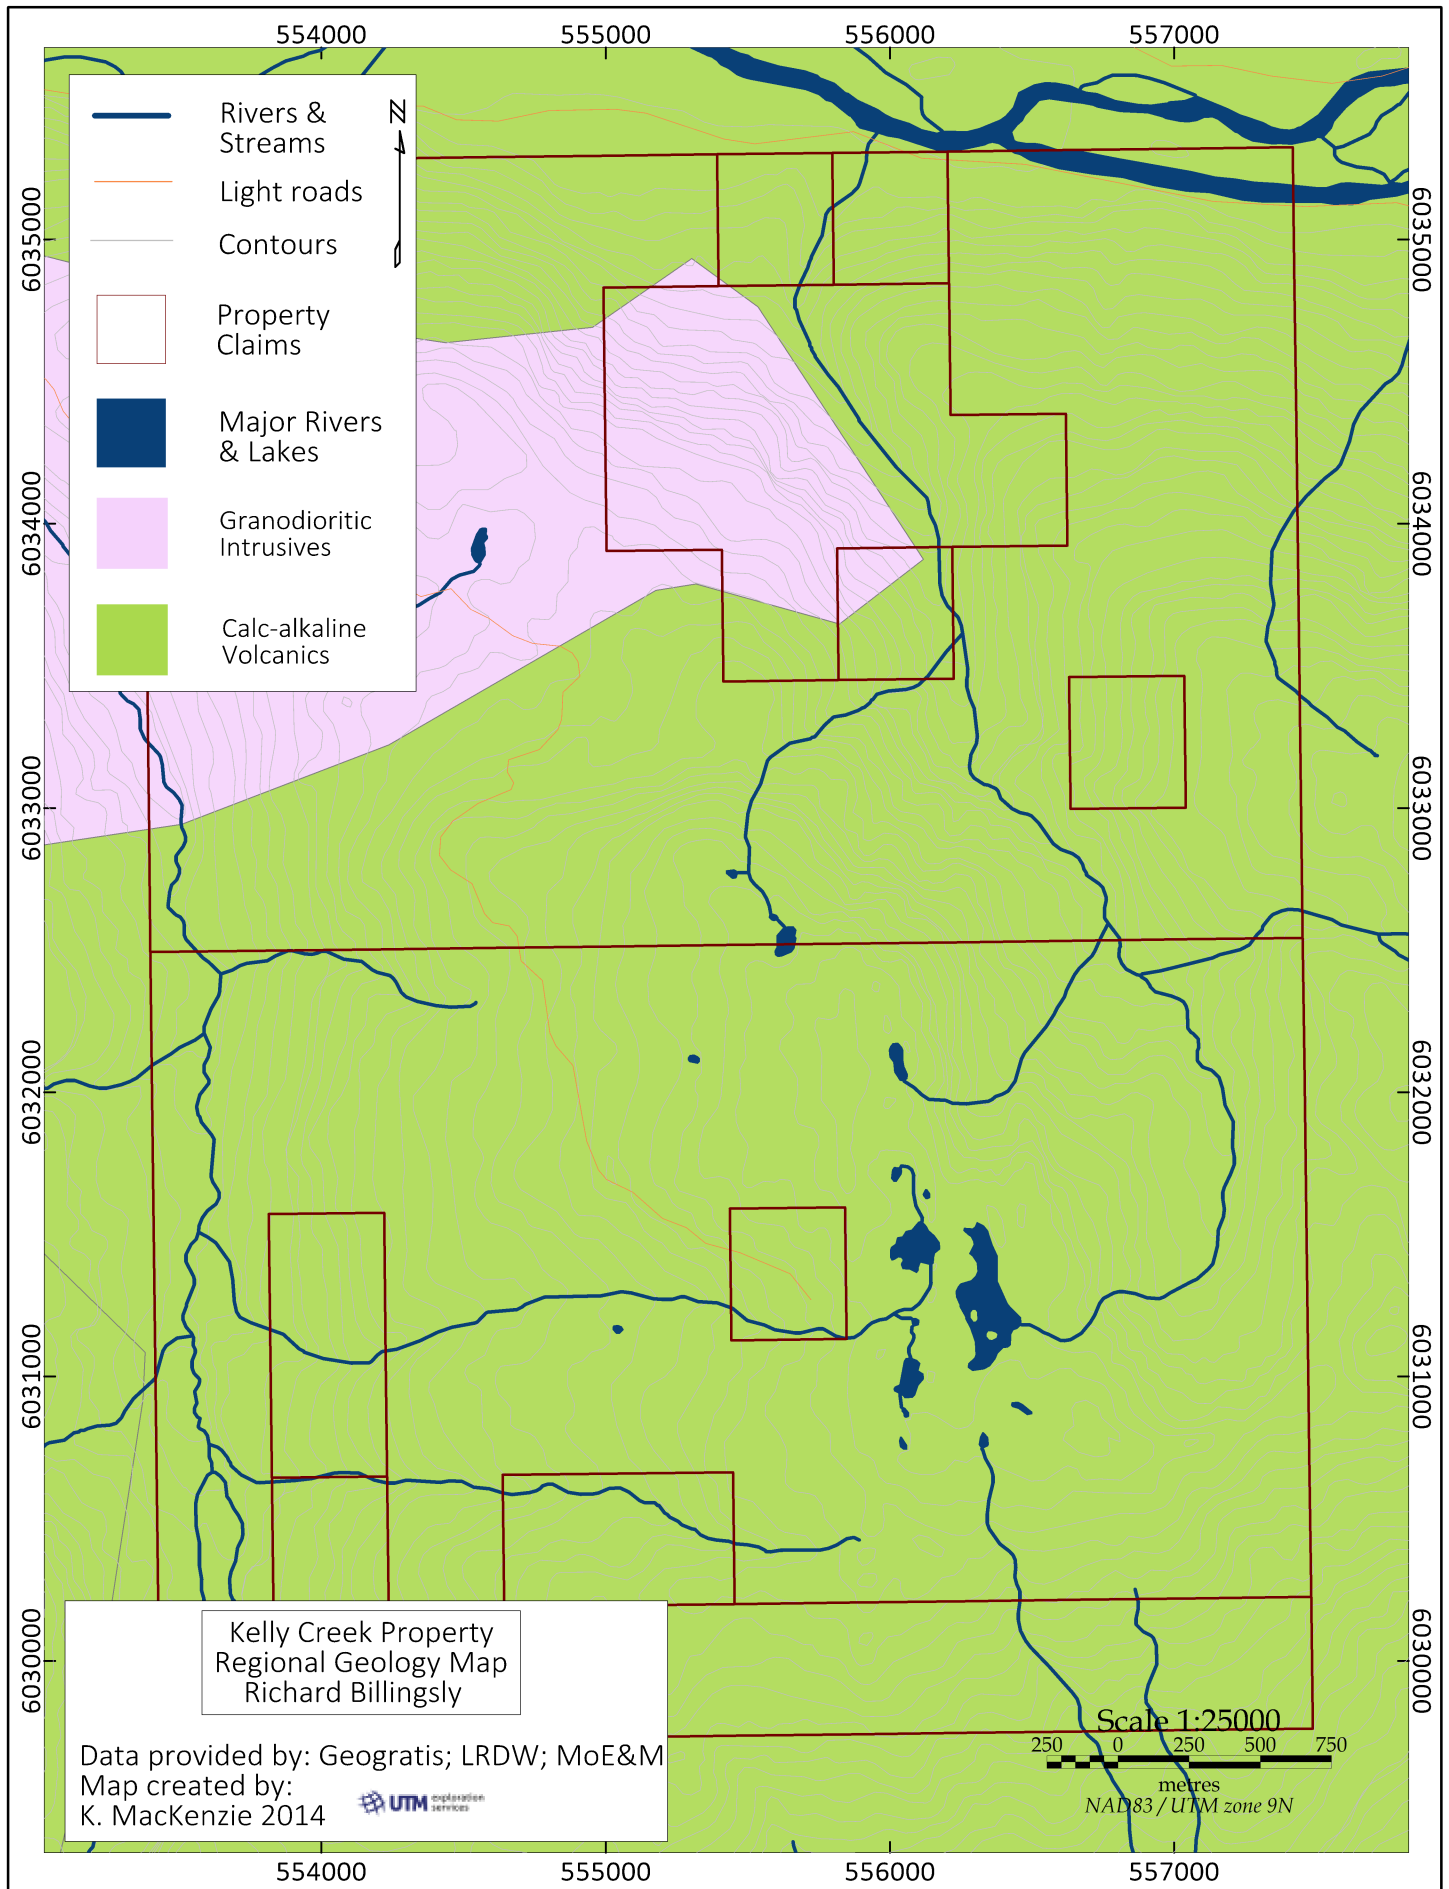 554000
555000
556000
557000
Rivers &
Streams
N
Light roads
Contours
Property
Claims
Major Rivers
& Lakes
Granodioritic
Intrusives
Calc-alkaline
Volcanics
6035000
6034000
6033000
6032000
6031000
6030000
6035000
6034000
6033000
6032000
6031000
6030000
Kelly Creek Property
Regional Geology Map
Richard Billingsly
Data provided by: Geogratis; LRDW; MoE&M
Map created by:
K. MacKenzie 2014
UTM exploration
services
Scale 1:25000
250 0 250 500 750
metres
NAD83 / UTM zone 9N
554000
555000
556000
557000